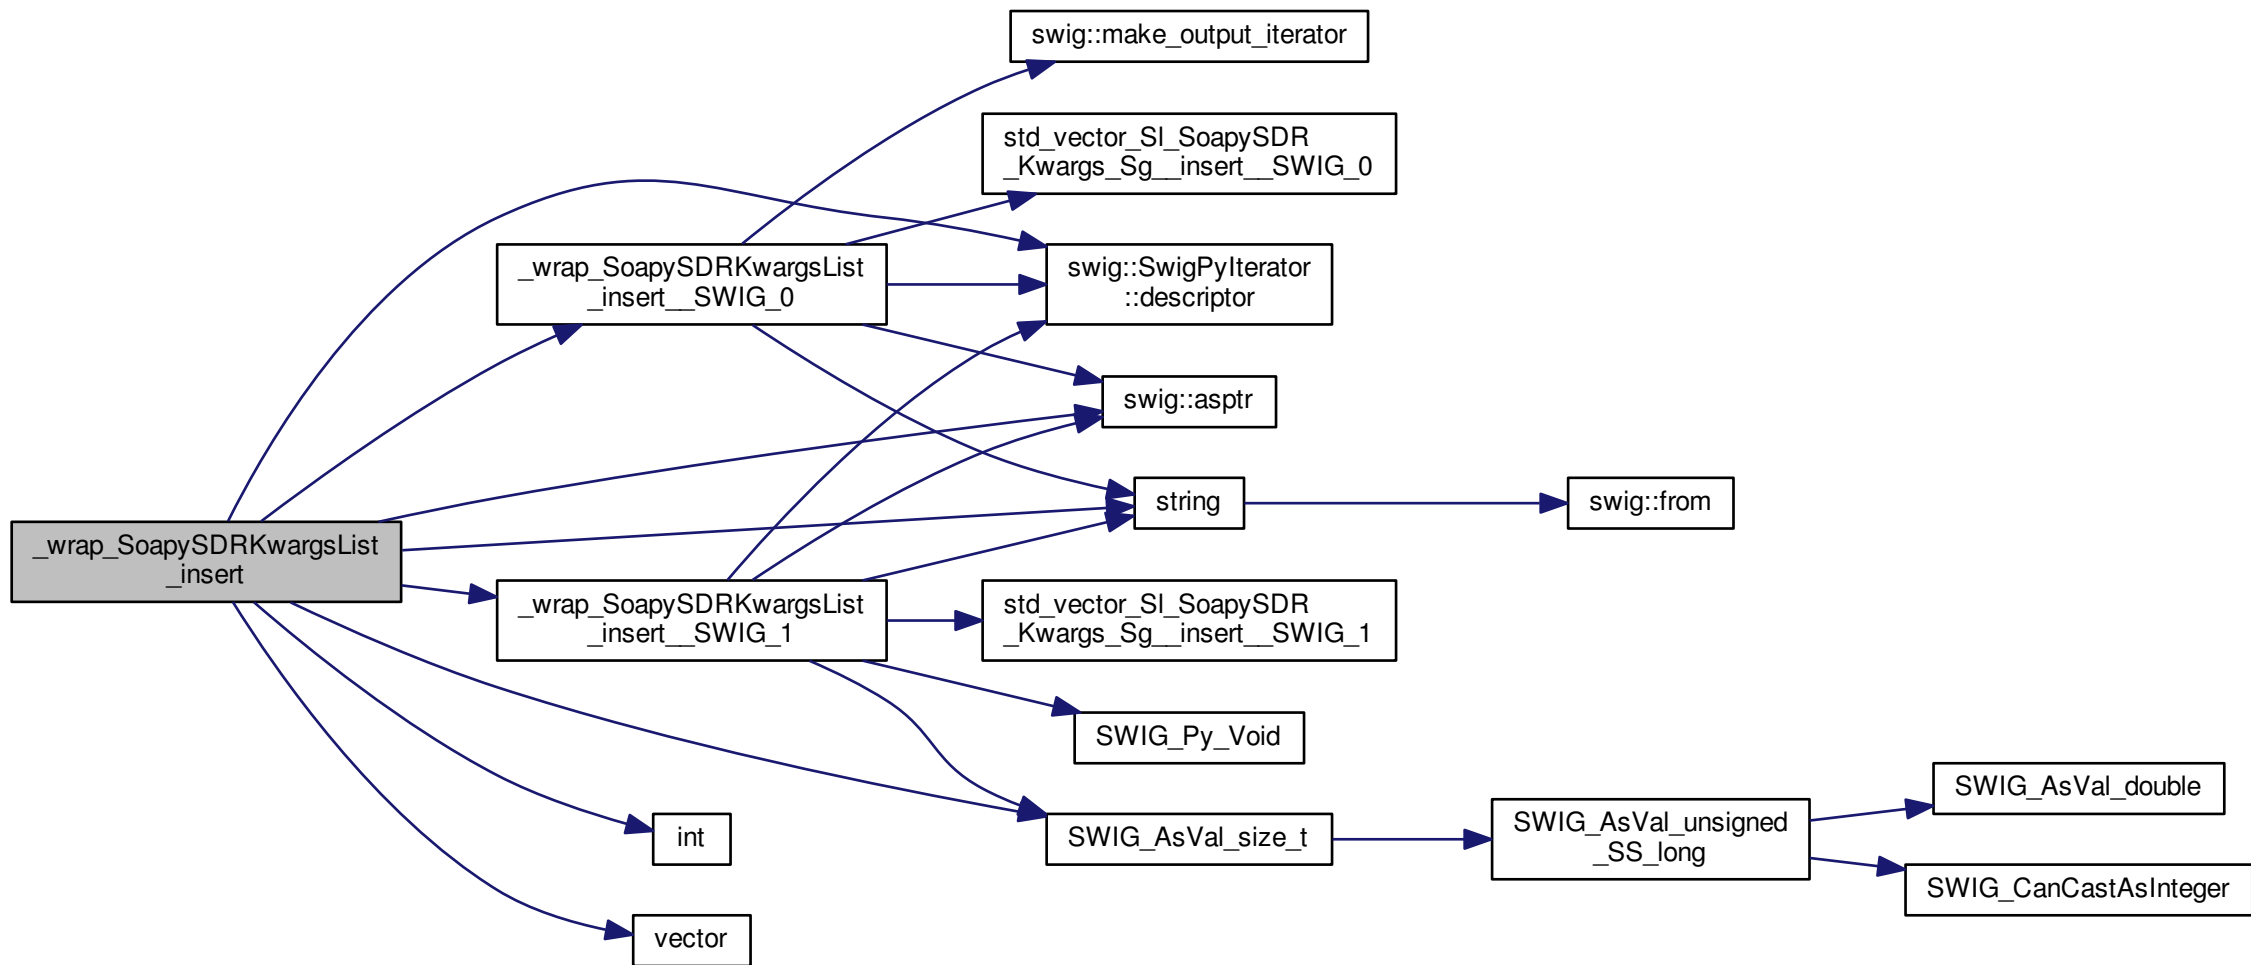 swig::make_output_iterator
std_vector_Sl_SoapySDR
_Kwargs_Sg__insert__SWIG_0
_wrap_SoapySDRKwargsList
_insert__SWIG_0
swig::SwigPyIterator
::descriptor
swig::asptr
string
swig::from
_wrap_SoapySDRKwargsList
_insert
_wrap_SoapySDRKwargsList
_insert__SWIG_1
std_vector_Sl_SoapySDR
_Kwargs_Sg__insert__SWIG_1
SWIG_Py_Void
SWIG_AsVal_double
int
SWIG_AsVal_size_t
SWIG_AsVal_unsigned
_SS_long
SWIG_CanCastAsInteger
vector